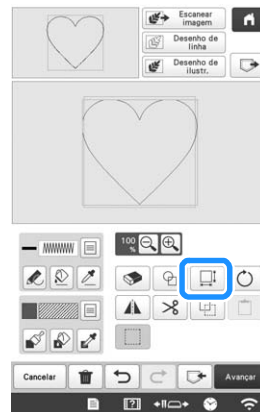 Escanear
imagem
Desenho de
linha
Desenho de
ilustr.
100
%
Cancelar
Avançar